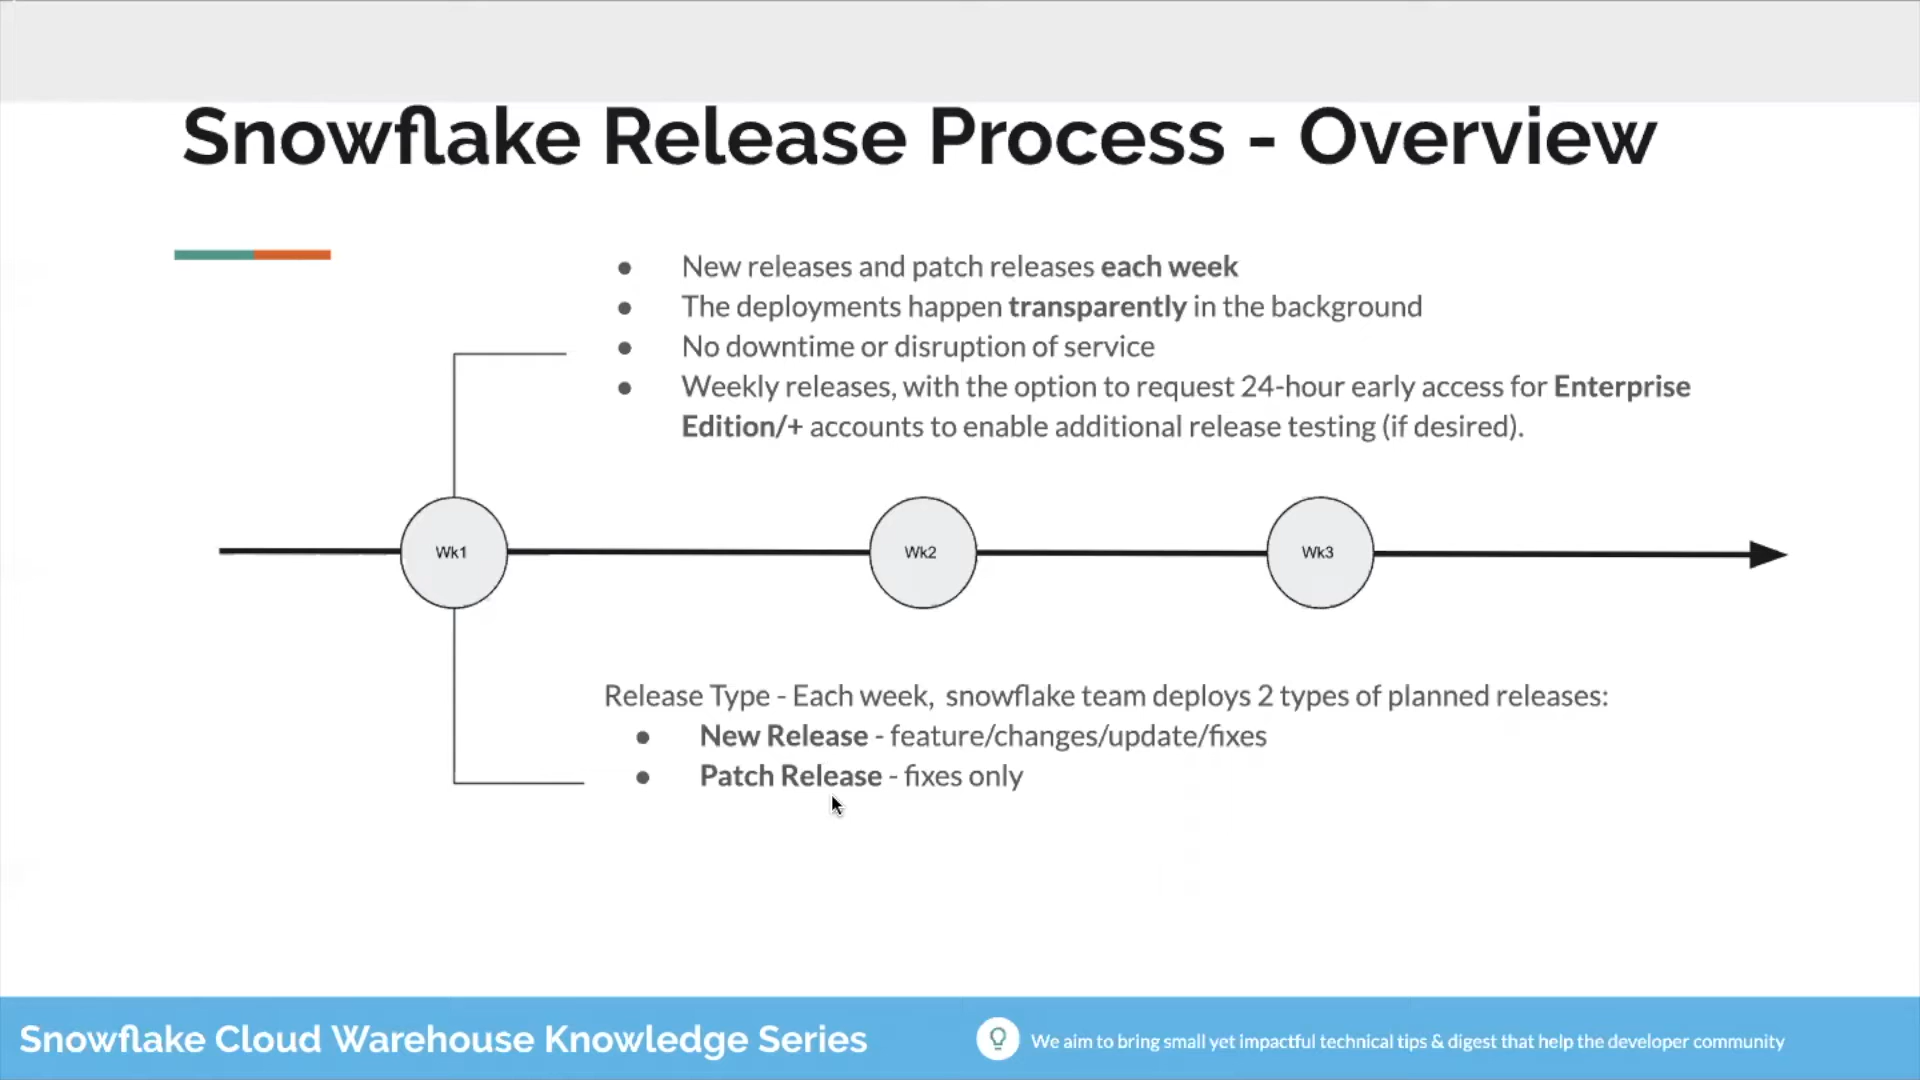 Snowflake Release Process - Overview
● New releases and patch releases each week
● The deployments happen transparently in the background
● No downtime or disruption of service
● Weekly releases, with the option to request 24-hour early access for Enterprise
Edition/+ accounts to enable additional release testing (if desired).
Wk1
Wk2
Wk3
Release Type - Each week, snowflake team deploys 2 types of planned releases:
● New Release - feature/changes/update/fixes
● Patch Release - fixes only
Snowflake Cloud Warehouse Knowledge Series
We aim to bring small yet impactful technical tips & digest that help the developer community